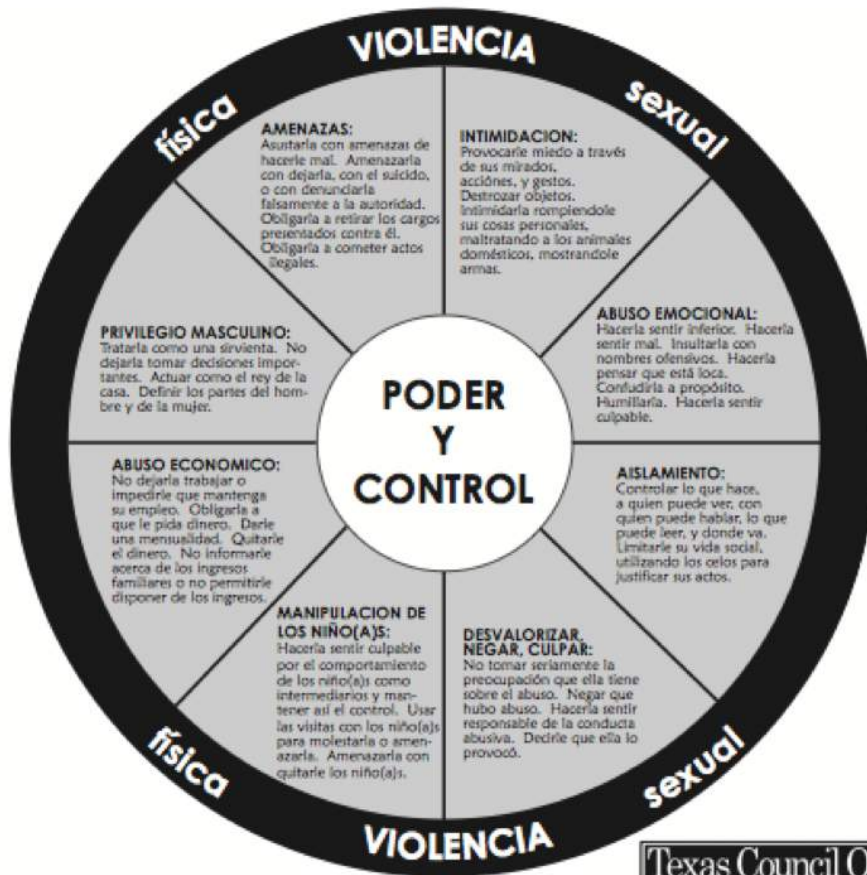 VIOLENCIA
física
sexual
AMENAZAS:
Asustarla con amenazas de
hacerle mal. Amenazarla
con dejarla, con el suicido,
o con denunciarla
falsamente a la autoridad.
Obligarla a retirar los cargos
presentados contra él.
Obligarla a cometer actos
illegales.
INTIMIDACION:
Provocarle miedo a través
de sus mirados,
acciónes, y gestos.
Destrozar objetos.
Intimidarla rompiendole
sus cosas personales,
maltratando a los animales
domésticos, mostrandole
armas.
PRIVILEGIO MASCULINO:
Tratarla como una sirvienta. No
dejarla tomar decisiones impor-
tantes. Actuar como el rey de la
casa. Definir los partes del hom-
bre y de la mujer.
ABUSO EMOCIONAL:
Hacerla sentir inferior. Hacerla
sentir mal. Insultarla con
nombres ofensivos. Hacerla
pensar que está loca.
Confudirla a propósito.
Humillarla. Hacerla sentir
culpable.
PODER
Y
CONTROL
ABUSO ECONOMICO:
No dejarla trabajar o
impedirle que mantenga
su empleo. Obligarla a
que le pida dinero. Darle
una mensualidad. Quitarle
el dinero. No informarle
acerca de los ingresos
familiares o no permitirle
disponer de los ingresos.
AISLAMIENTO:
Controlar lo que hace,
a quien puede ver, con
quien puede hablar, lo que
puede leer, y donde va.
Limitarle su vida social,
utilizando los celos para
justificar sus actos.
MANIPULACION DE
LOS NIÑO(A)S:
Hacerla sentir culpable
por el comportamiento
de los niño(a)s como
intermediarios y man-
tener así el control. Usar
las visitas con los niño(a)s
para molestarla o amen-
azarla. Amenazarla con
quitarle los niño(a)s.
DESVALORIZAR,
NEGAR, CULPAR:
No tomar seriamente la
preocupación que ella tiene
sobre el abuso. Negar que
hubo abuso. Hacerla sentir
responsable de la conducta
abusiva. Decirle que ella lo
provocó.
física
sexual
VIOLENCIA
Texas Council